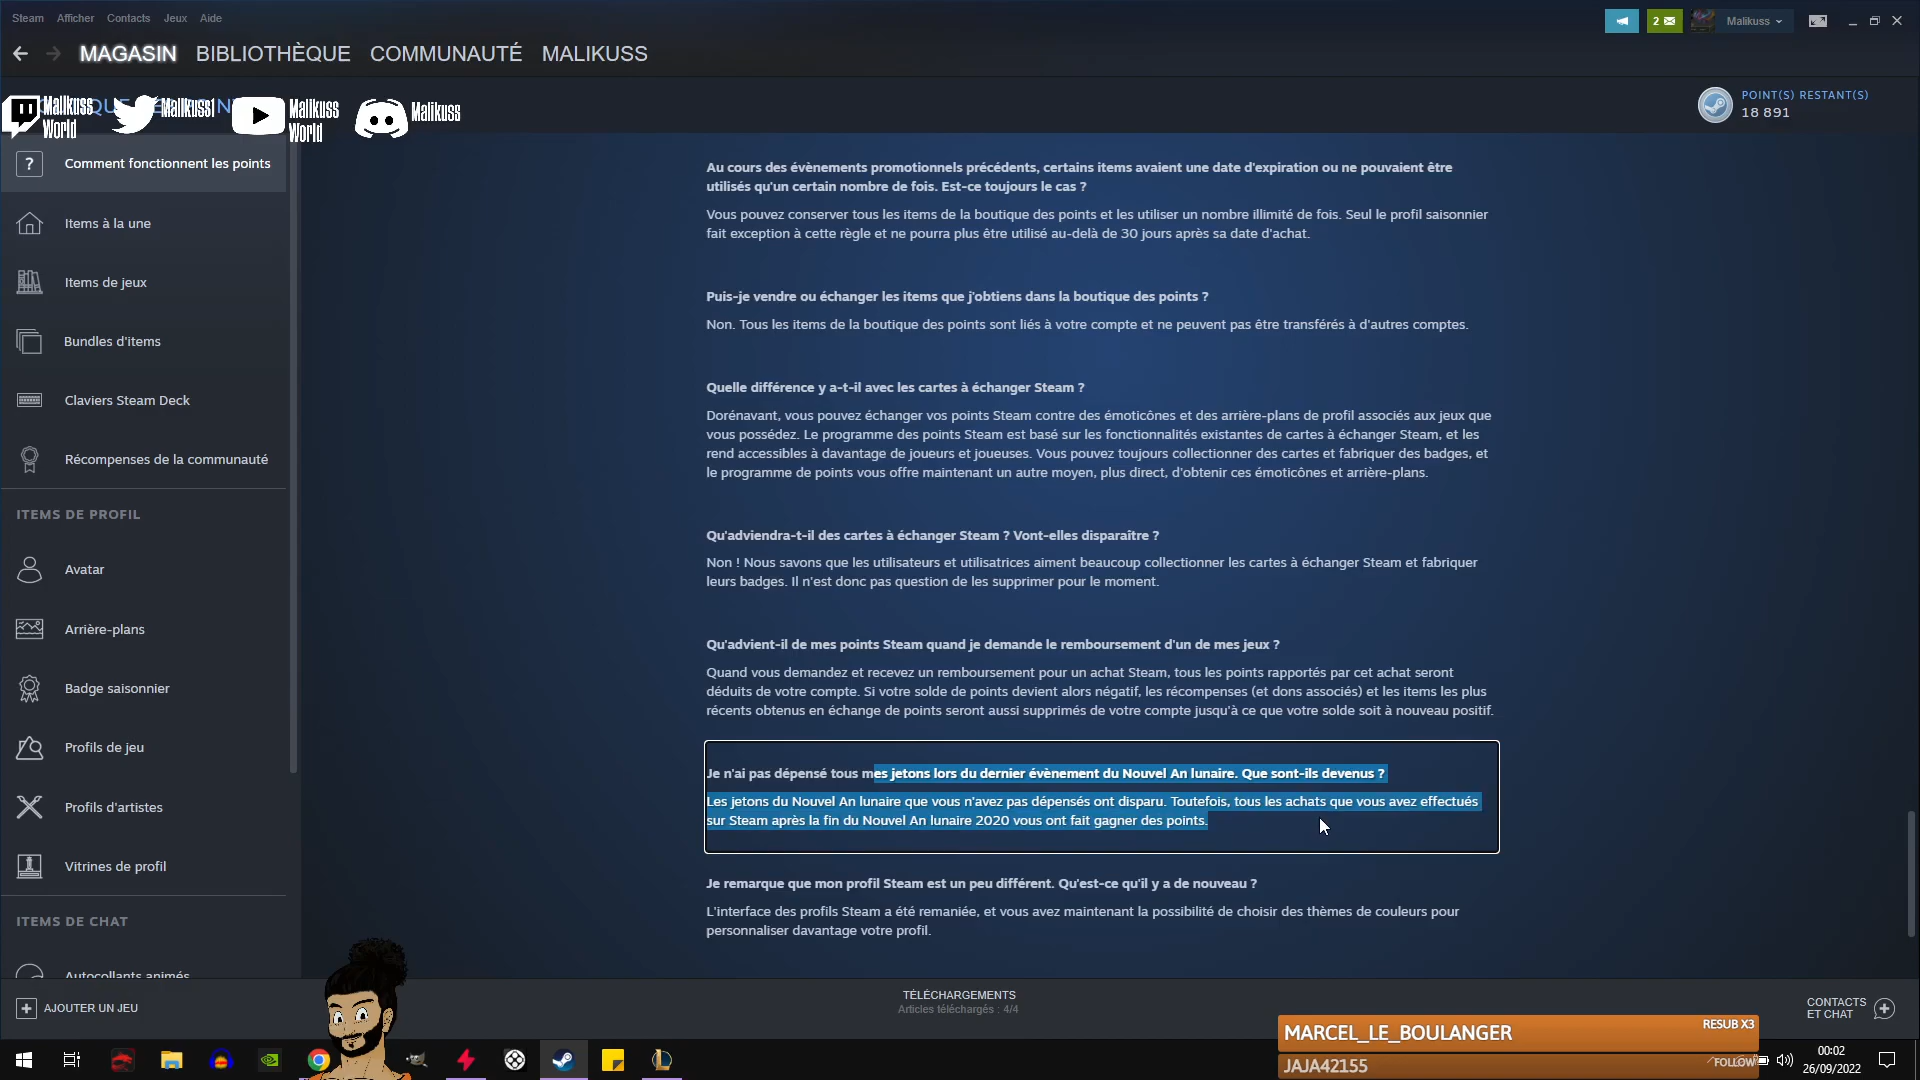 Steam Afficher Contacts Jeux Aide
2
Malikuss
MAGASIN BIBLIOTHÈQUE COMMUNAUTÉ MALIKUSS
Malikuss World
Malikuss1
Malikuss World
Malikuss
POINT(S) RESTANT(S)
18 891
Comment fonctionnent les points
Items à la une
Items de jeux
Bundles d'items
Claviers Steam Deck
Récompenses de la communauté
ITEMS DE PROFIL
Avatar
Arrière-plans
Badge saisonnier
Profils de jeu
Profils d'artistes
Vitrines de profil
ITEMS DE CHAT
Autocollants animés
Au cours des évènements promotionnels précédents, certains items avaient une date d'expiration ou ne pouvaient être
utilisés qu'un certain nombre de fois. Est-ce toujours le cas ?
Vous pouvez conserver tous les items de la boutique des points et les utiliser un nombre illimité de fois. Seul le profil saisonnier
fait exception à cette règle et ne pourra plus être utilisé au-delà de 30 jours après sa date d'achat.
Puis-je vendre ou échanger les items que j'obtiens dans la boutique des points ?
Non. Tous les items de la boutique des points sont liés à votre compte et ne peuvent pas être transférés à d'autres comptes.
Quelle différence y a-t-il avec les cartes à échanger Steam ?
Dorénavant, vous pouvez échanger vos points Steam contre des émoticônes et des arrière-plans de profil associés aux jeux que
vous possédez. Le programme des points Steam est basé sur les fonctionnalités existantes de cartes à échanger Steam, et les
rend accessibles à davantage de joueurs et joueuses. Vous pouvez toujours collectionner des cartes et fabriquer des badges, et
le programme de points vous offre maintenant un autre moyen, plus direct, d'obtenir ces émoticônes et arrière-plans.
Qu'adviendra-t-il des cartes à échanger Steam ? Vont-elles disparaître ?
Non ! Nous savons que les utilisateurs et utilisatrices aiment beaucoup collectionner les cartes à échanger Steam et fabriquer
leurs badges. Il n'est donc pas question de les supprimer pour le moment.
Qu'advient-il de mes points Steam quand je demande le remboursement d'un de mes jeux ?
Quand vous demandez et recevez un remboursement pour un achat Steam, tous les points rapportés par cet achat seront
déduits de votre compte. Si votre solde de points devient alors négatif, les récompenses (et dons associés) et les items les plus
récents obtenus en échange de points seront aussi supprimés de votre compte jusqu'à ce que votre solde soit à nouveau positif.
Je n'ai pas dépensé tous mes jetons lors du dernier évènement du Nouvel An lunaire. Que sont-ils devenus ?
Les jetons du Nouvel An lunaire que vous n'avez pas dépensés ont disparu. Toutefois, tous les achats que vous avez effectués
sur Steam après la fin du Nouvel An lunaire 2020 vous ont fait gagner des points.
Je remarque que mon profil Steam est un peu différent. Qu'est-ce qu'il y a de nouveau ?
L'interface des profils Steam a été remaniée, et vous avez maintenant la possibilité de choisir des thèmes de couleurs pour
personnaliser davantage votre profil.
AJOUTER UN JEU
TÉLÉCHARGEMENTS
Articles téléchargés : 4/4
CONTACTS
ET CHAT
MARCEL_LE_BOULANGER RESUB X3
JAJA42155 FOLLOW
00:02
26/09/2022